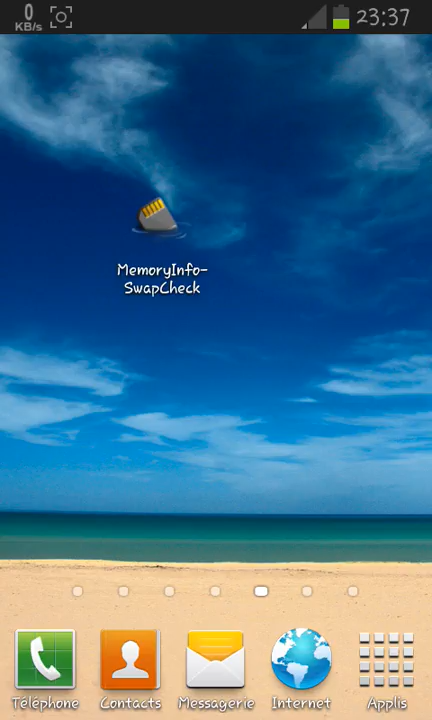 0
KB/s
23:37
MemoryInfo-
SwapCheck
Téléphone
Contacts
Messagerie
Internet
Applis